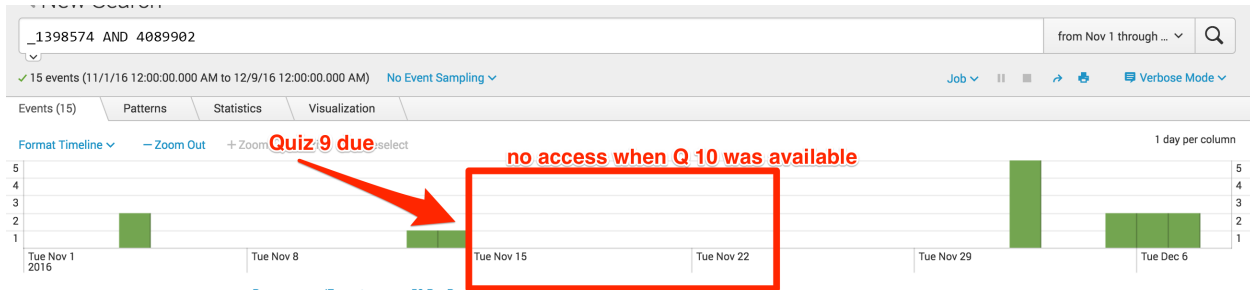 New Search
_1398574 AND 4089902
from Nov 1 through ...
15 events (11/1/16 12:00:00.000 AM to 12/9/16 12:00:00.000 AM)
No Event Sampling
Job
Verbose Mode
Events (15)
Patterns
Statistics
Visualization
Format Timeline
— Zoom Out
+ Zoom
Quiz 9 due
select
1 day per column
no access when Q 10 was available
5
4
3
2
1
5
4
3
2
1
Tue Nov 1
2016
Tue Nov 8
Tue Nov 15
Tue Nov 22
Tue Nov 29
Tue Dec 6